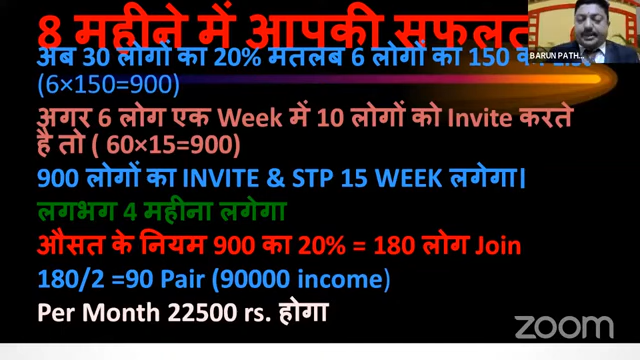 8 महीने में आपकी सफलत
BARUN PATH...
अब 30 लोगों का 20% मतलब 6 लोगों का 150 का
(6×150=900)
अगर 6 लोग एक Week में 10 लोगों को Invite करते
है तो ( 60×15=900)
900 लोगों का INVITE & STP 15 WEEK लगेगा।
लगभग 4 महीना लगेगा
औसत के नियम 900 का 20% = 180 लोग Join
180/2 =90 Pair (90000 income)
Per Month 22500 rs. होगा
zoom